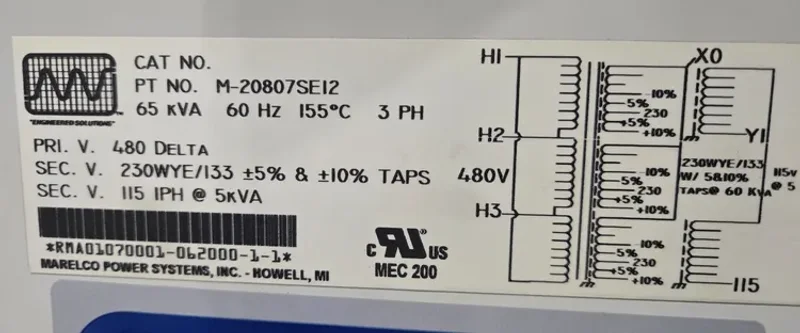 CAT NO.
PT NO. M-20807SE12
65 KVA 60 Hz 155°C 3 PH
"ENGINEERED SOLUTIONS"
PRI. V. 480 DELTA
SEC. V. 230WYE/133 ±5% & ±10% TAPS
SEC. V. 115 1PH @ 5KVA
*RMA01070001-062000-1-1*
MARELCO POWER SYSTEMS, INC. - HOWELL, MI
c RU US
MEC 200
H1
H2
480V
H3
X0
-10%
-5%
230
+5%
+10%
Y1
-10%
-5%
230
+5%
+10%
230WYE/133
W/ 5&10%
TAPS@ 60 KVA
115v
@ 5
-10%
-5%
230
+5%
+10%
115